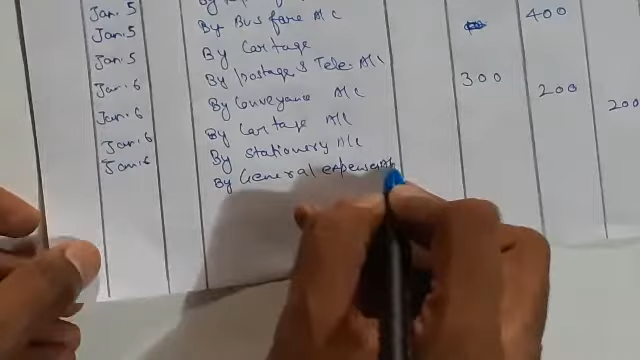 Jan. 5 By
Jan. 5 By Bus fare A/c 400
Jan. 5 By Cartage
Jan. 6 By postage & Tele. A/c 300
Jan. 6 By Conveyance A/c 200
Jan. 6 By Cartage A/c 200
Jan. 6 By stationery A/c
By General expenses A/